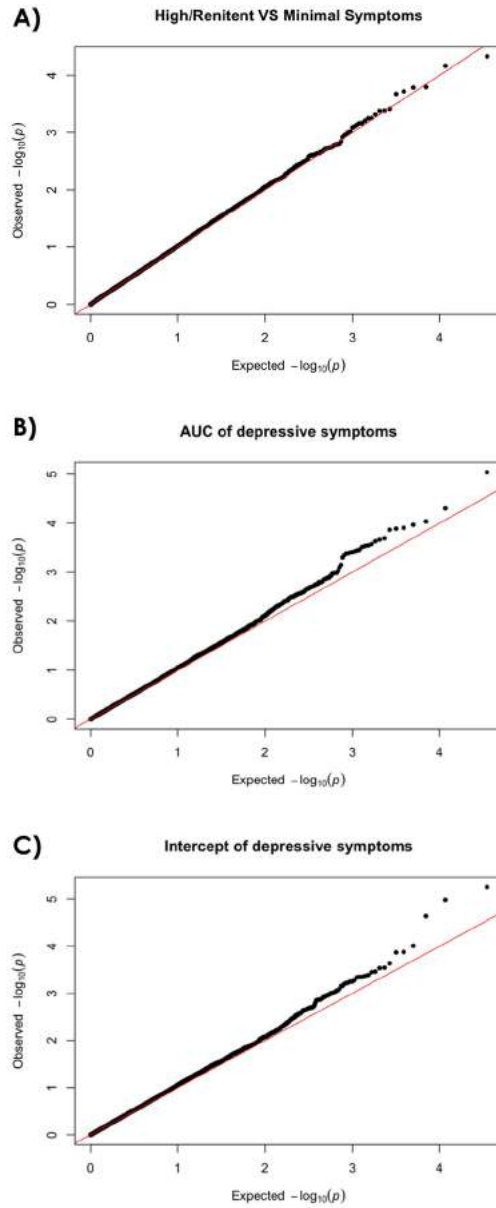 A)
High/Renitent VS Minimal Symptoms
4
3
2
1
0
Observed −log10(p)
0 1 2 3 4
Expected −log10(p)
B)
AUC of depressive symptoms
5
4
3
2
1
0
Observed −log10(p)
0 1 2 3 4
Expected −log10(p)
C)
Intercept of depressive symptoms
5
4
3
2
1
0
Observed −log10(p)
0 1 2 3 4
Expected −log10(p)